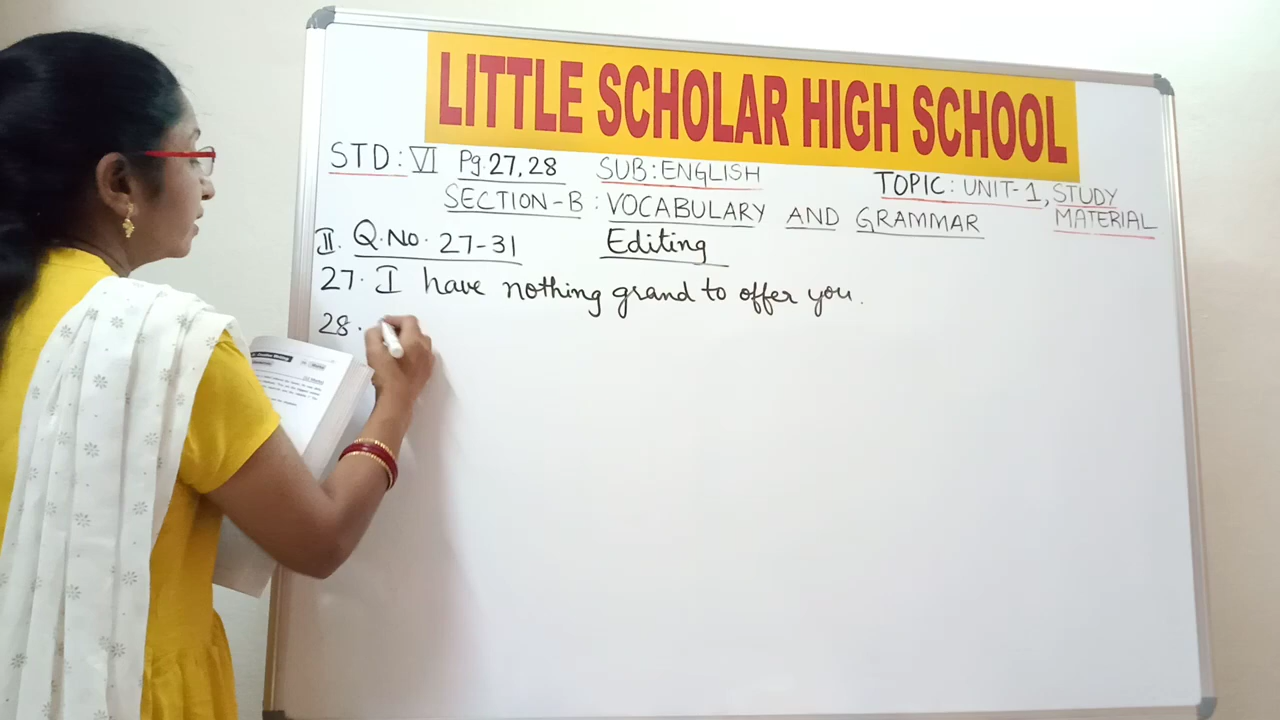 LITTLE SCHOLAR HIGH SCHOOL
STD: VI Pg. 27, 28 SUB: ENGLISH TOPIC: UNIT-1, STUDY MATERIAL
SECTION-B: VOCABULARY AND GRAMMAR
II. Q. No. 27-31 Editing
27. I have nothing grand to offer you.
28.